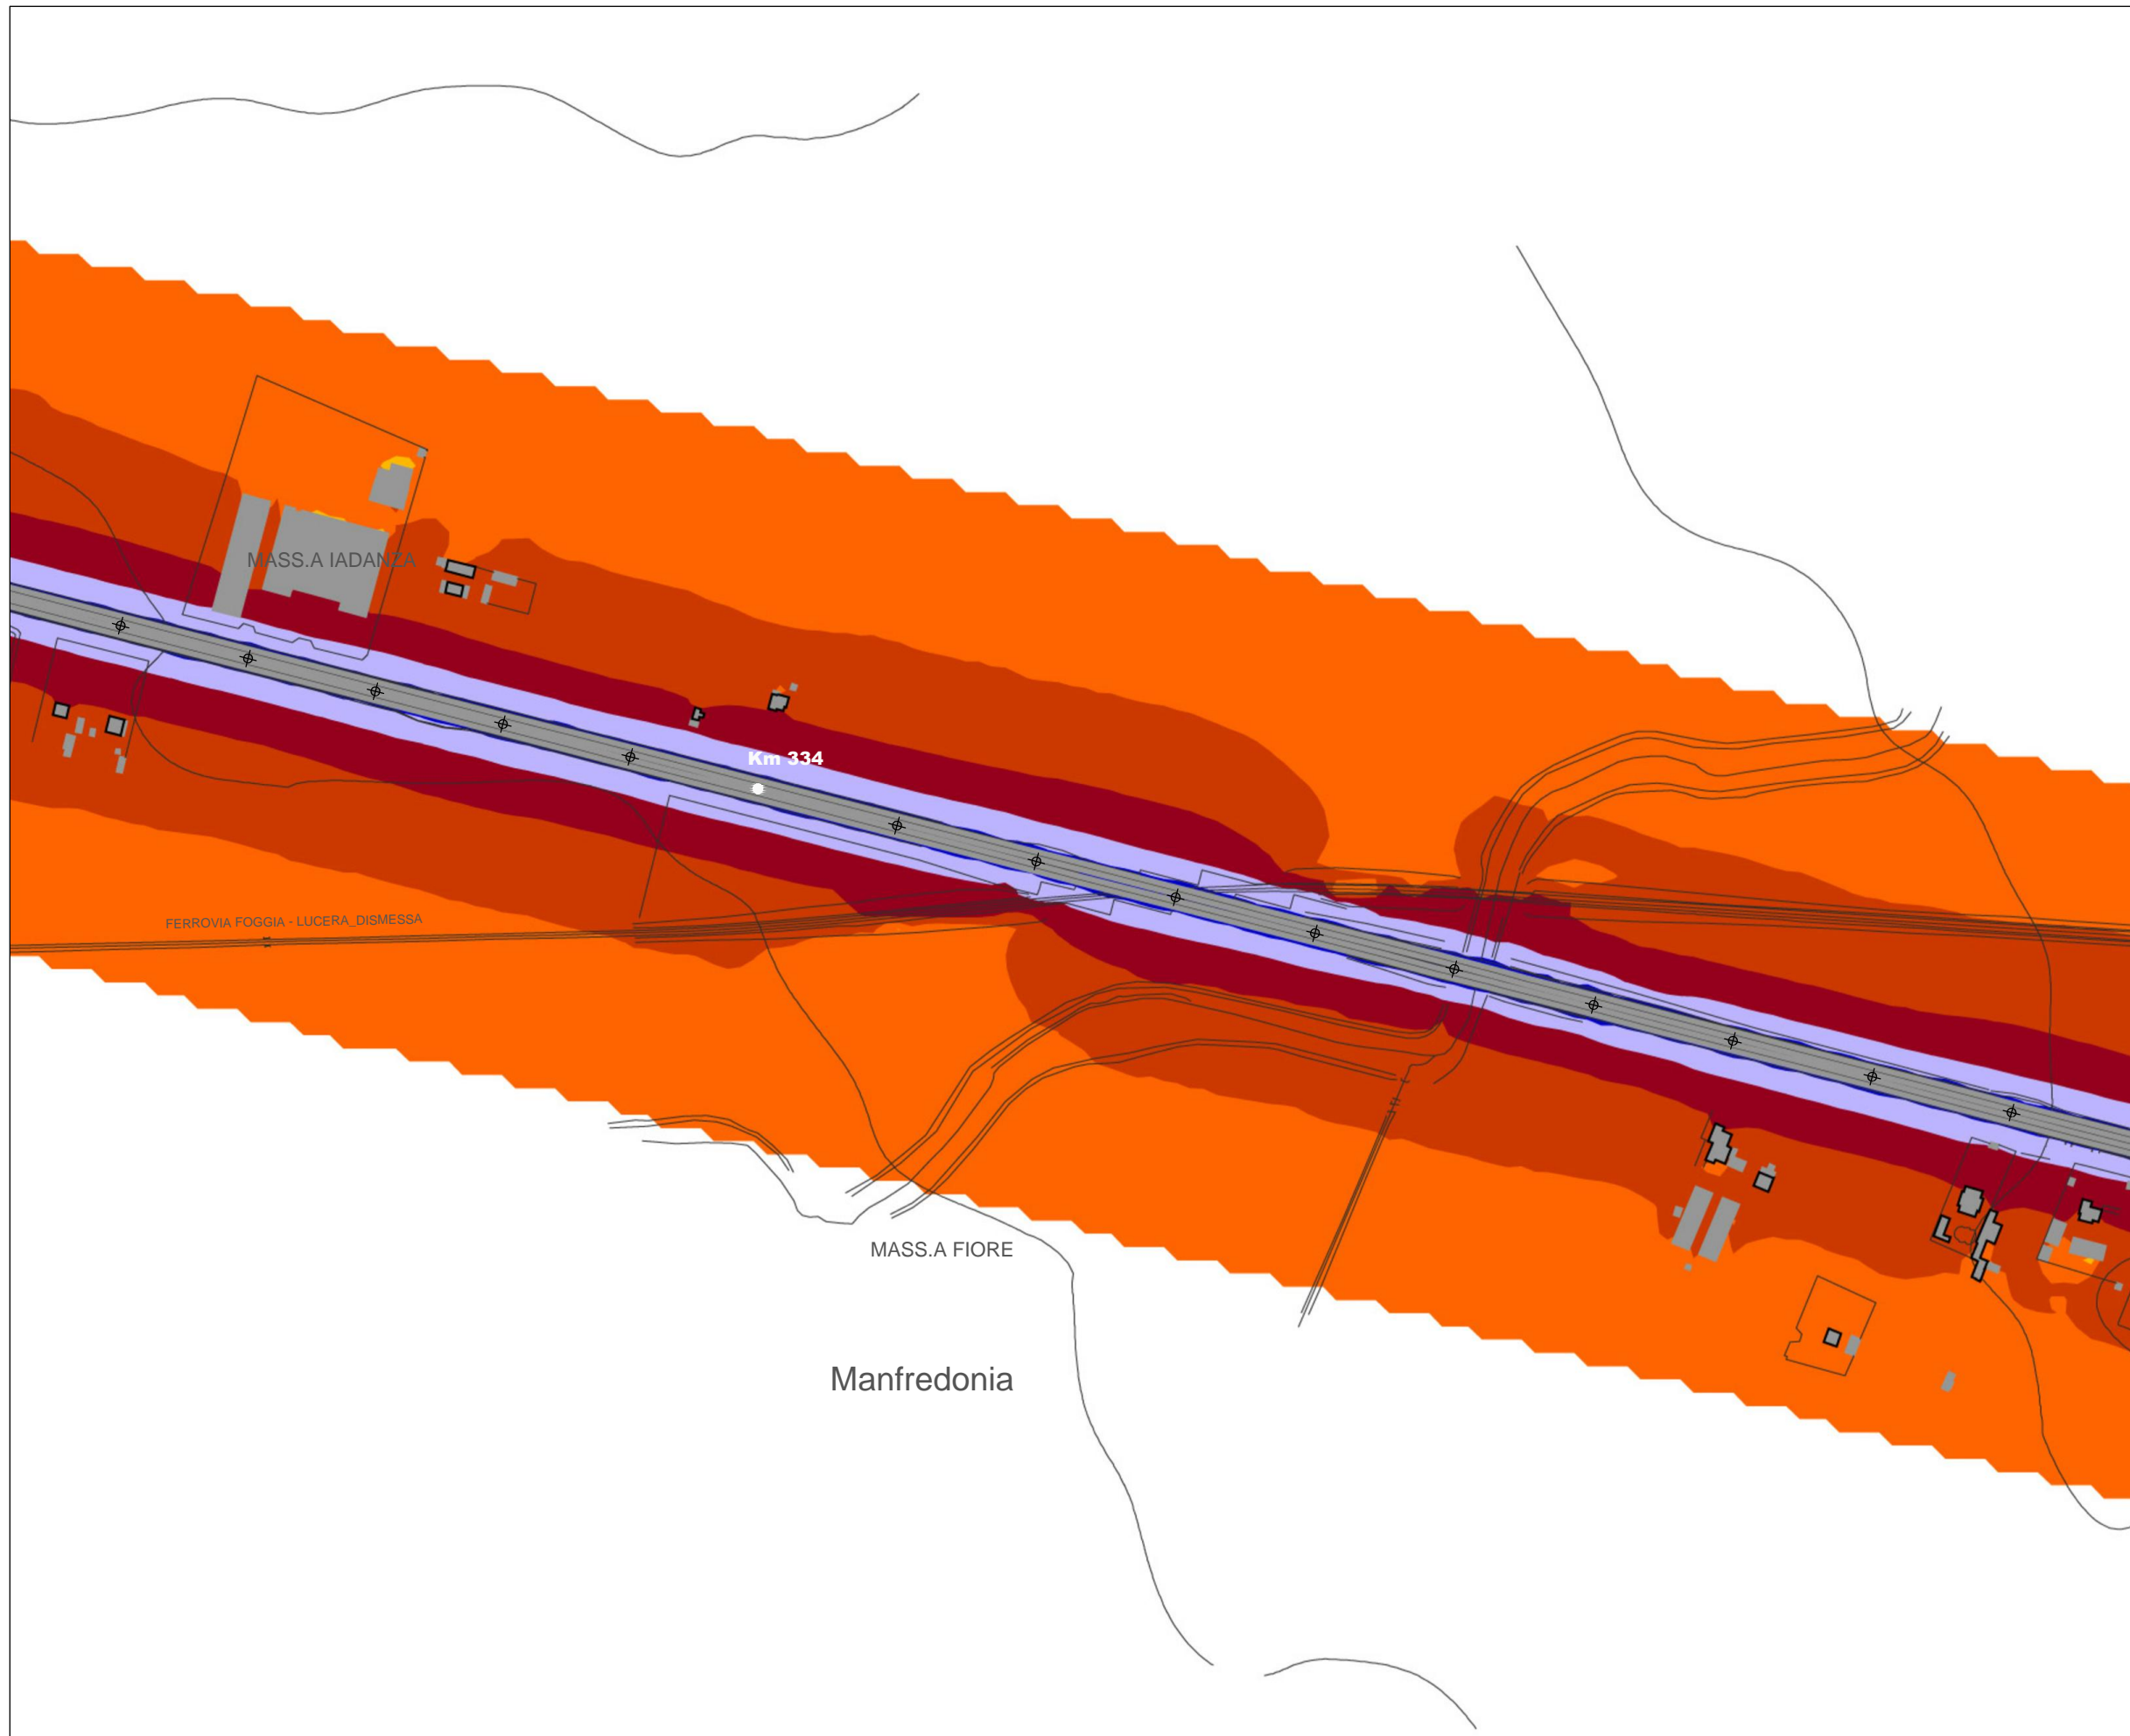 MASS.A IADANZA
Km 334
FERROVIA FOGGIA - LUCERA_DISMESSA
MASS.A FIORE
Manfredonia